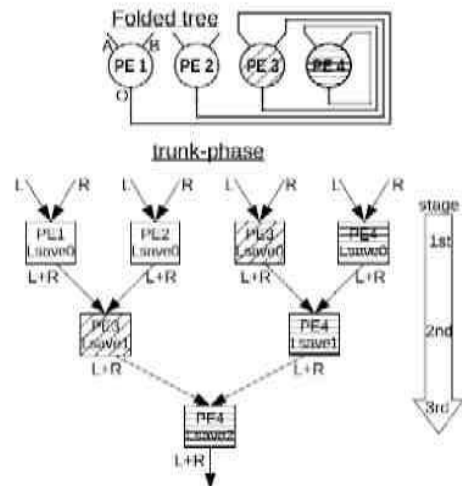 Folded tree
A B
PE 1 PE 2 PE 3 PE 4
O
trunk-phase
L R L R L R L R
stage
PE1 PE2 PE3 PE4
Lsave0 Lsave0 Lsave0 Lsave0
1st
L+R L+R L+R L+R
PE3 PE4
Lsave1 Lsave1
2nd
L+R L+R
3rd
PE4
Lsave2
L+R